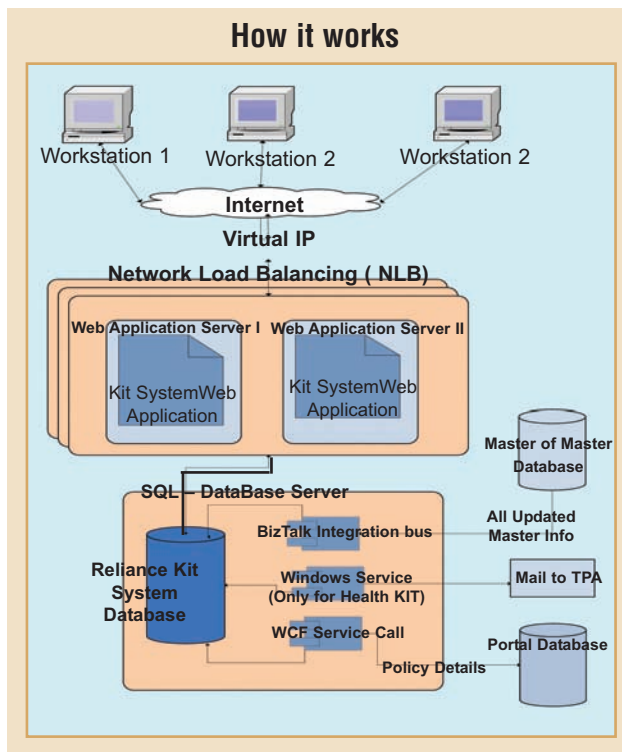 How it works
Workstation 1
Workstation 2
Workstation 2
Internet
Virtual IP
Network Load Balancing ( NLB)
Web Application Server I
Web Application Server II
Kit SystemWeb
Application
Kit SystemWeb
Application
Master of Master
Database
SQL – DataBase Server
BizTalk Integration bus
All Updated
Master Info
Reliance Kit
System
Database
Windows Service
(Only for Health KIT)
Mail to TPA
WCF Service Call
Policy Details
Portal Database